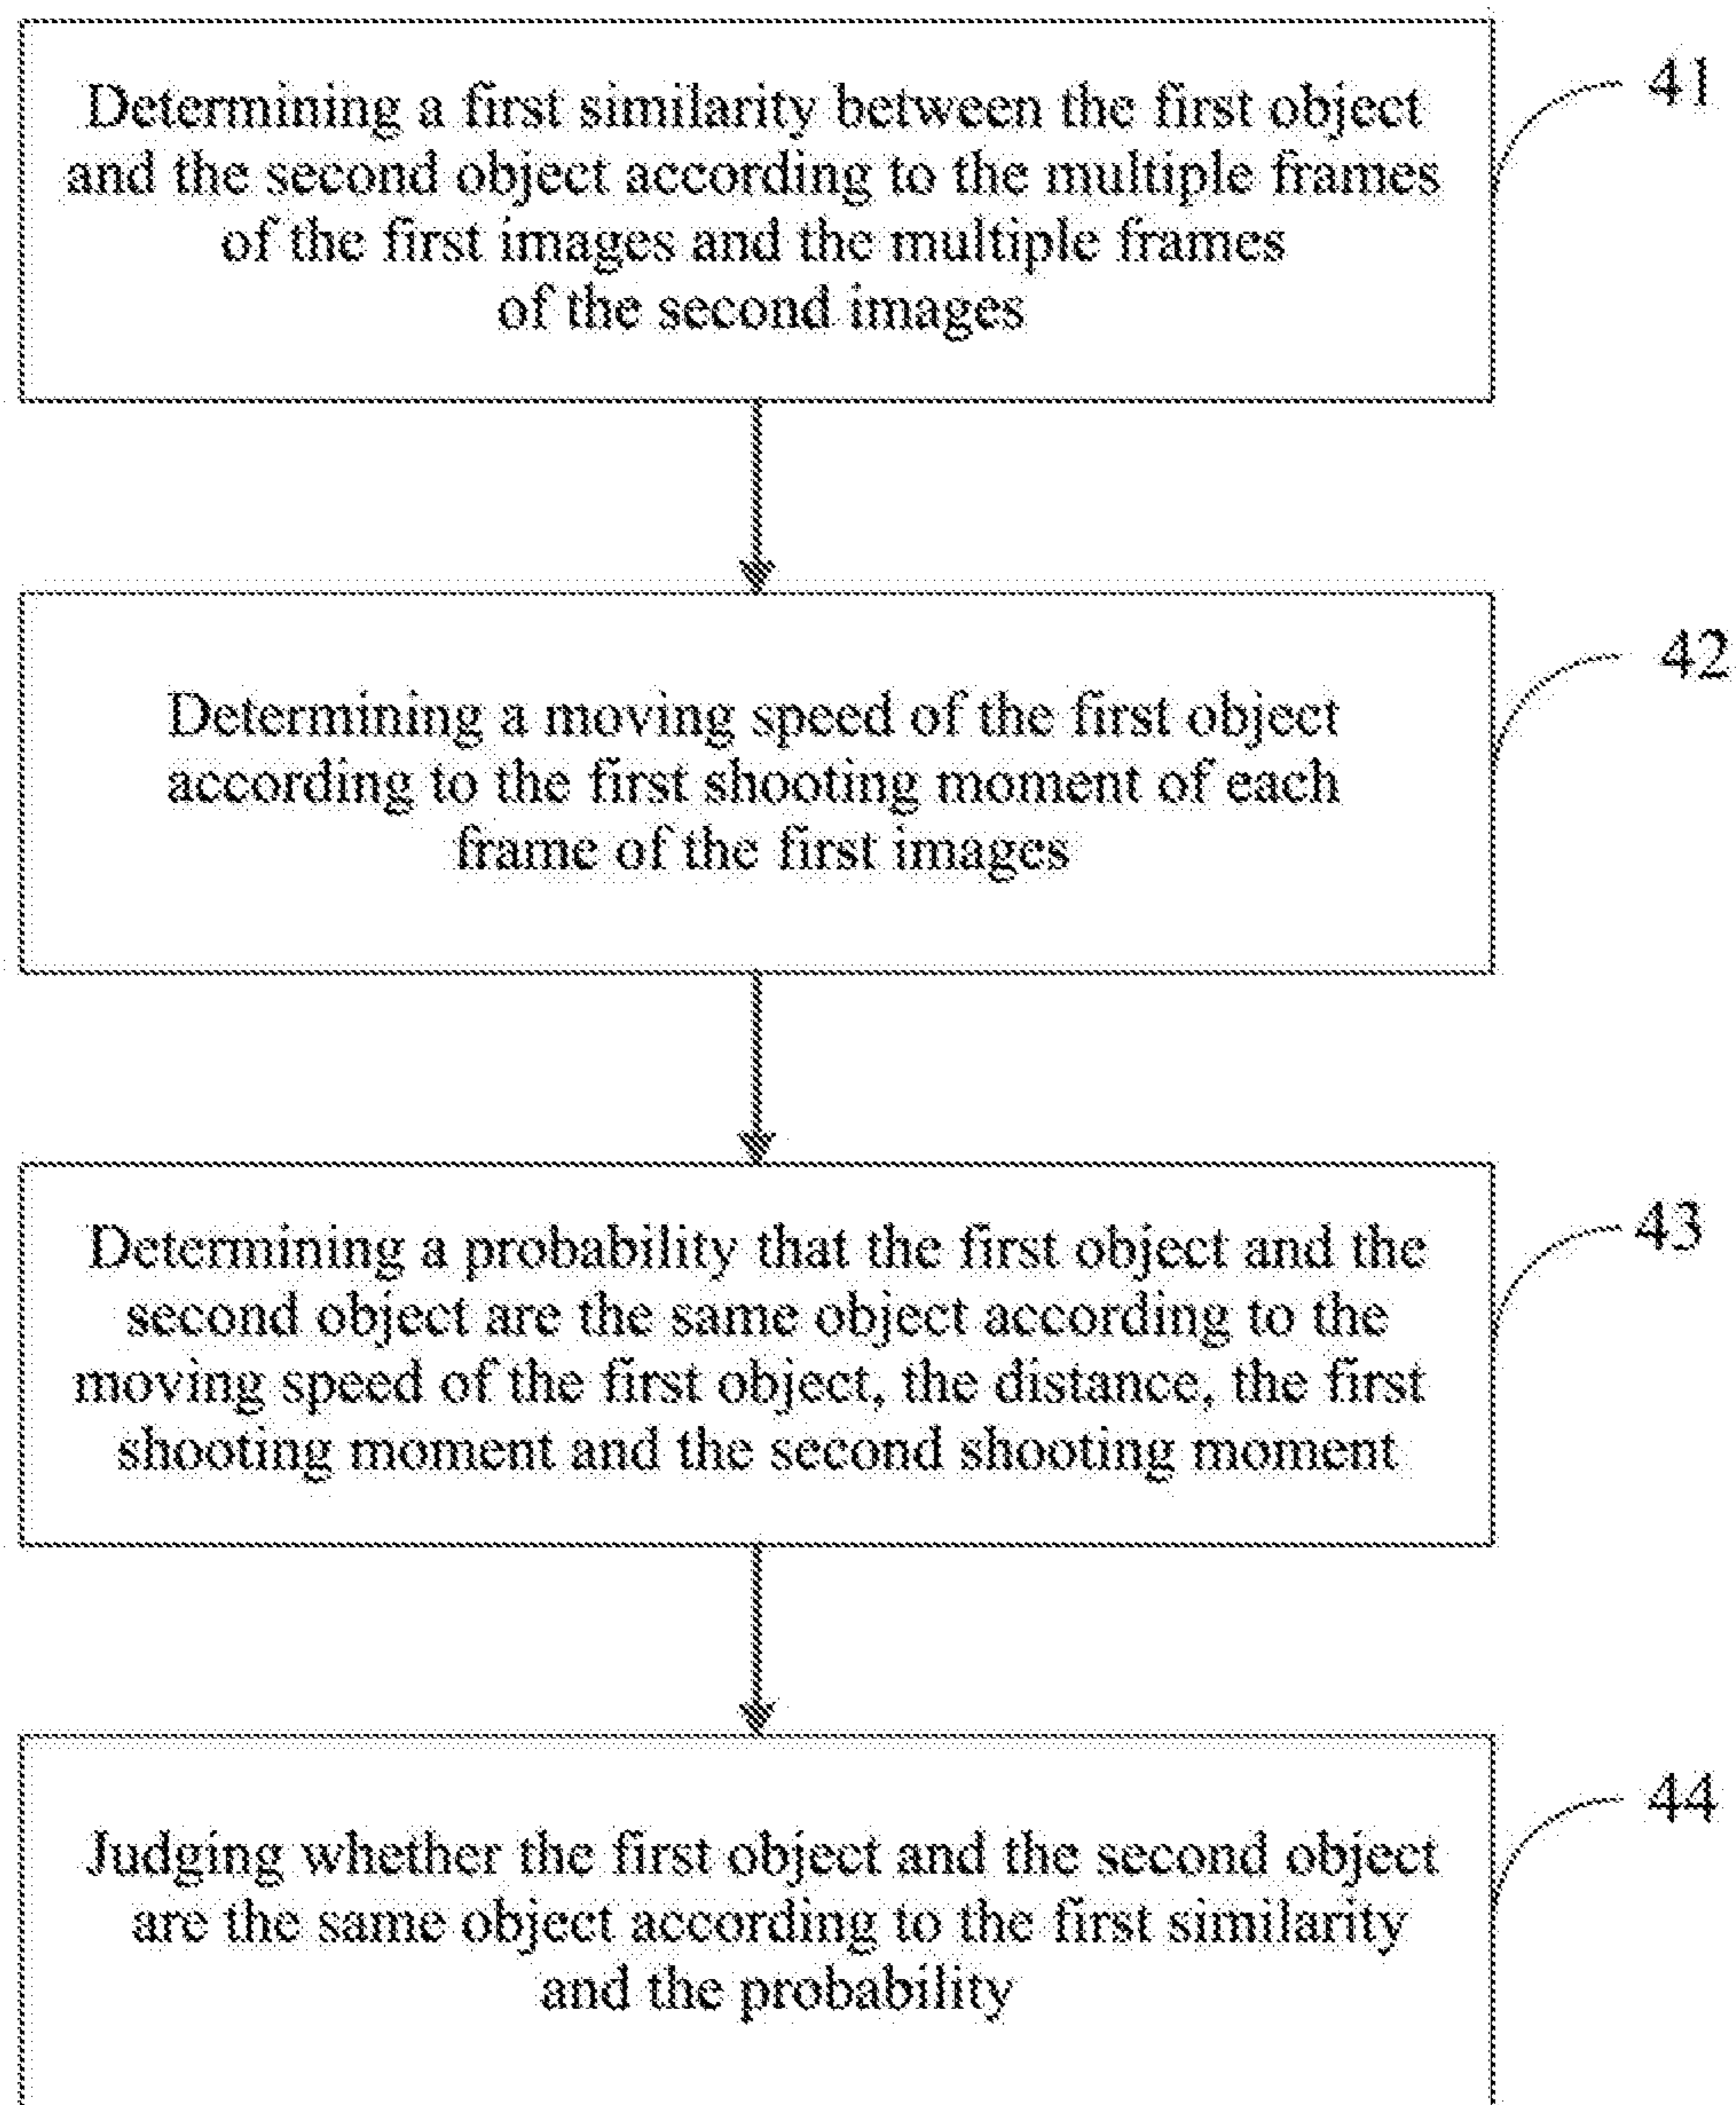 Determining a first similarity between the first object
and the second object according to the multiple frames
of the first images and the multiple frames
of the second images
41
Determining a moving speed of the first object
according to the first shooting moment of each
frame of the first images
42
Determining a probability that the first object and the
second object are the same object according to the
moving speed of the first object, the distance, the first
shooting moment and the second shooting moment
43
Judging whether the first object and the second object
are the same object according to the first similarity
and the probability
44